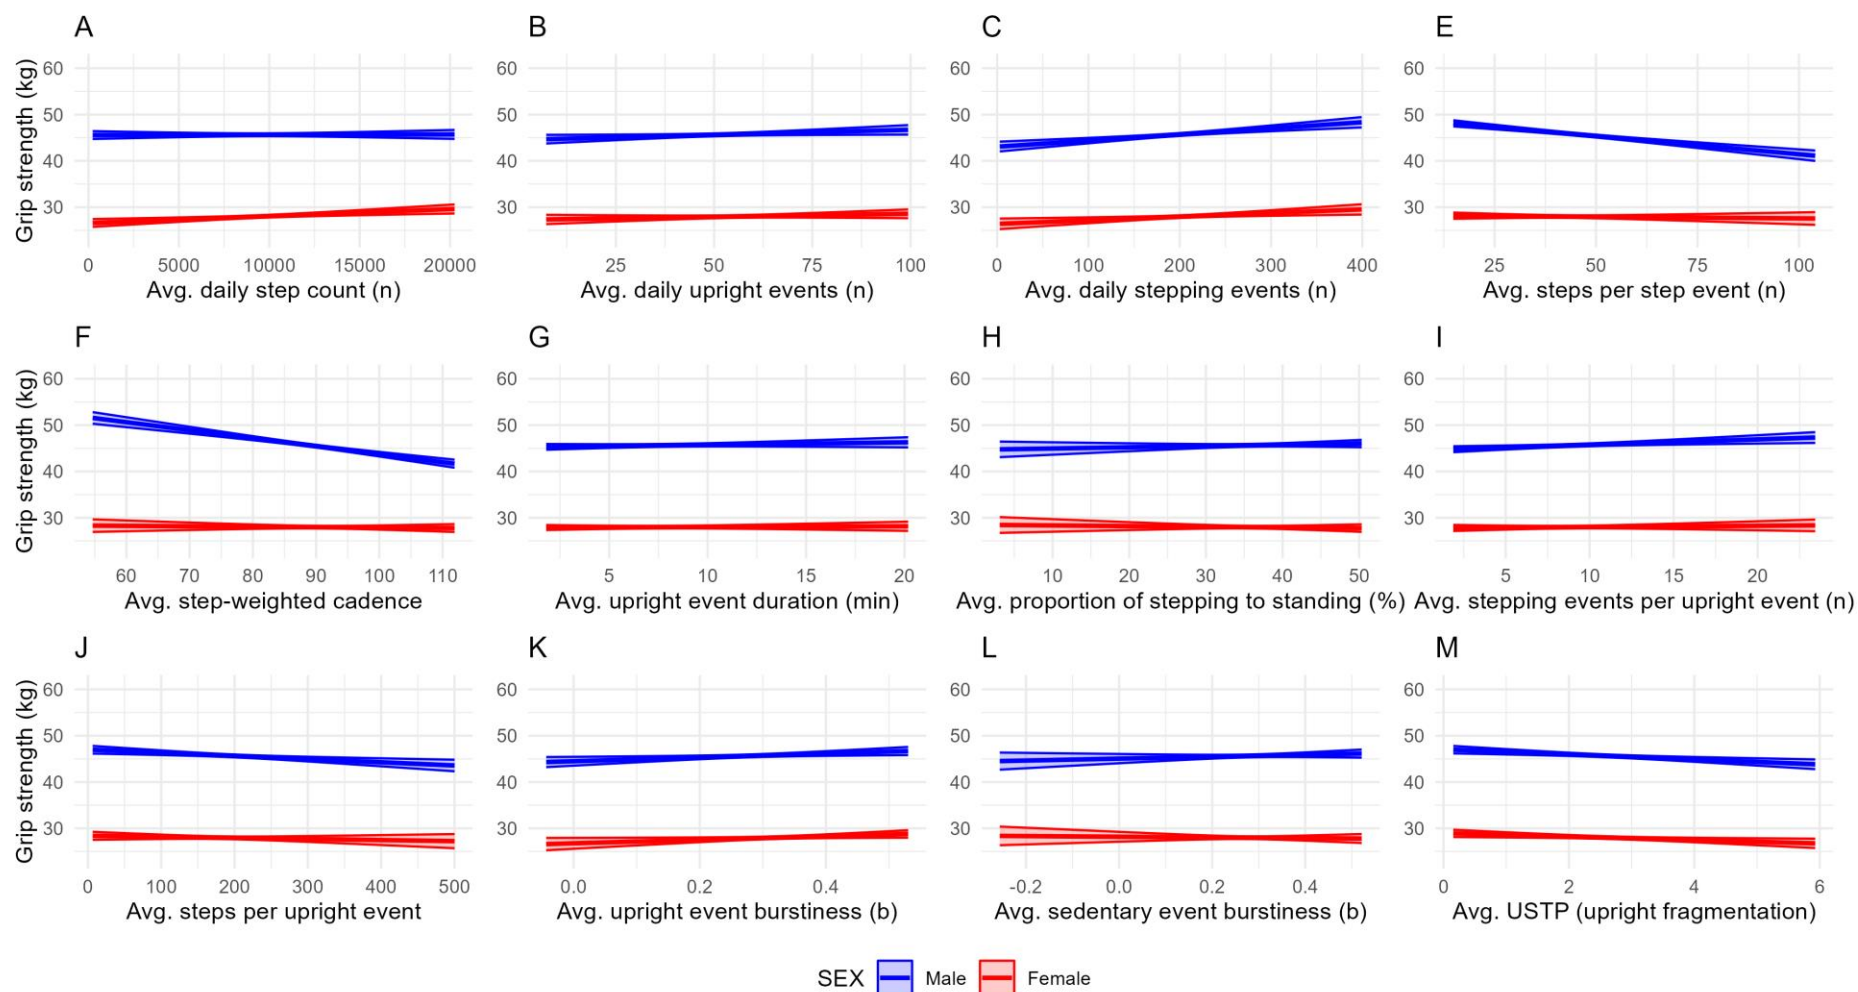 A
B
C
E
Grip strength (kg)
60
50
40
30
0 5000 10000 15000 20000
Avg. daily step count (n)
60
50
40
30
25 50 75 100
Avg. daily upright events (n)
60
50
40
30
0 100 200 300 400
Avg. daily stepping events (n)
60
50
40
30
25 50 75 100
Avg. steps per step event (n)
F
G
H
I
Grip strength (kg)
60
50
40
30
60 70 80 90 100 110
Avg. step-weighted cadence
60
50
40
30
5 10 15 20
Avg. upright event duration (min)
60
50
40
30
10 20 30 40 50
Avg. proportion of stepping to standing (%)
60
50
40
30
5 10 15 20
Avg. stepping events per upright event (n)
J
K
L
M
Grip strength (kg)
60
50
40
30
0 100 200 300 400 500
Avg. steps per upright event
60
50
40
30
0.0 0.2 0.4
Avg. upright event burstiness (b)
60
50
40
30
-0.2 0.0 0.2 0.4
Avg. sedentary event burstiness (b)
60
50
40
30
0 2 4 6
Avg. USTP (upright fragmentation)
SEX Male Female